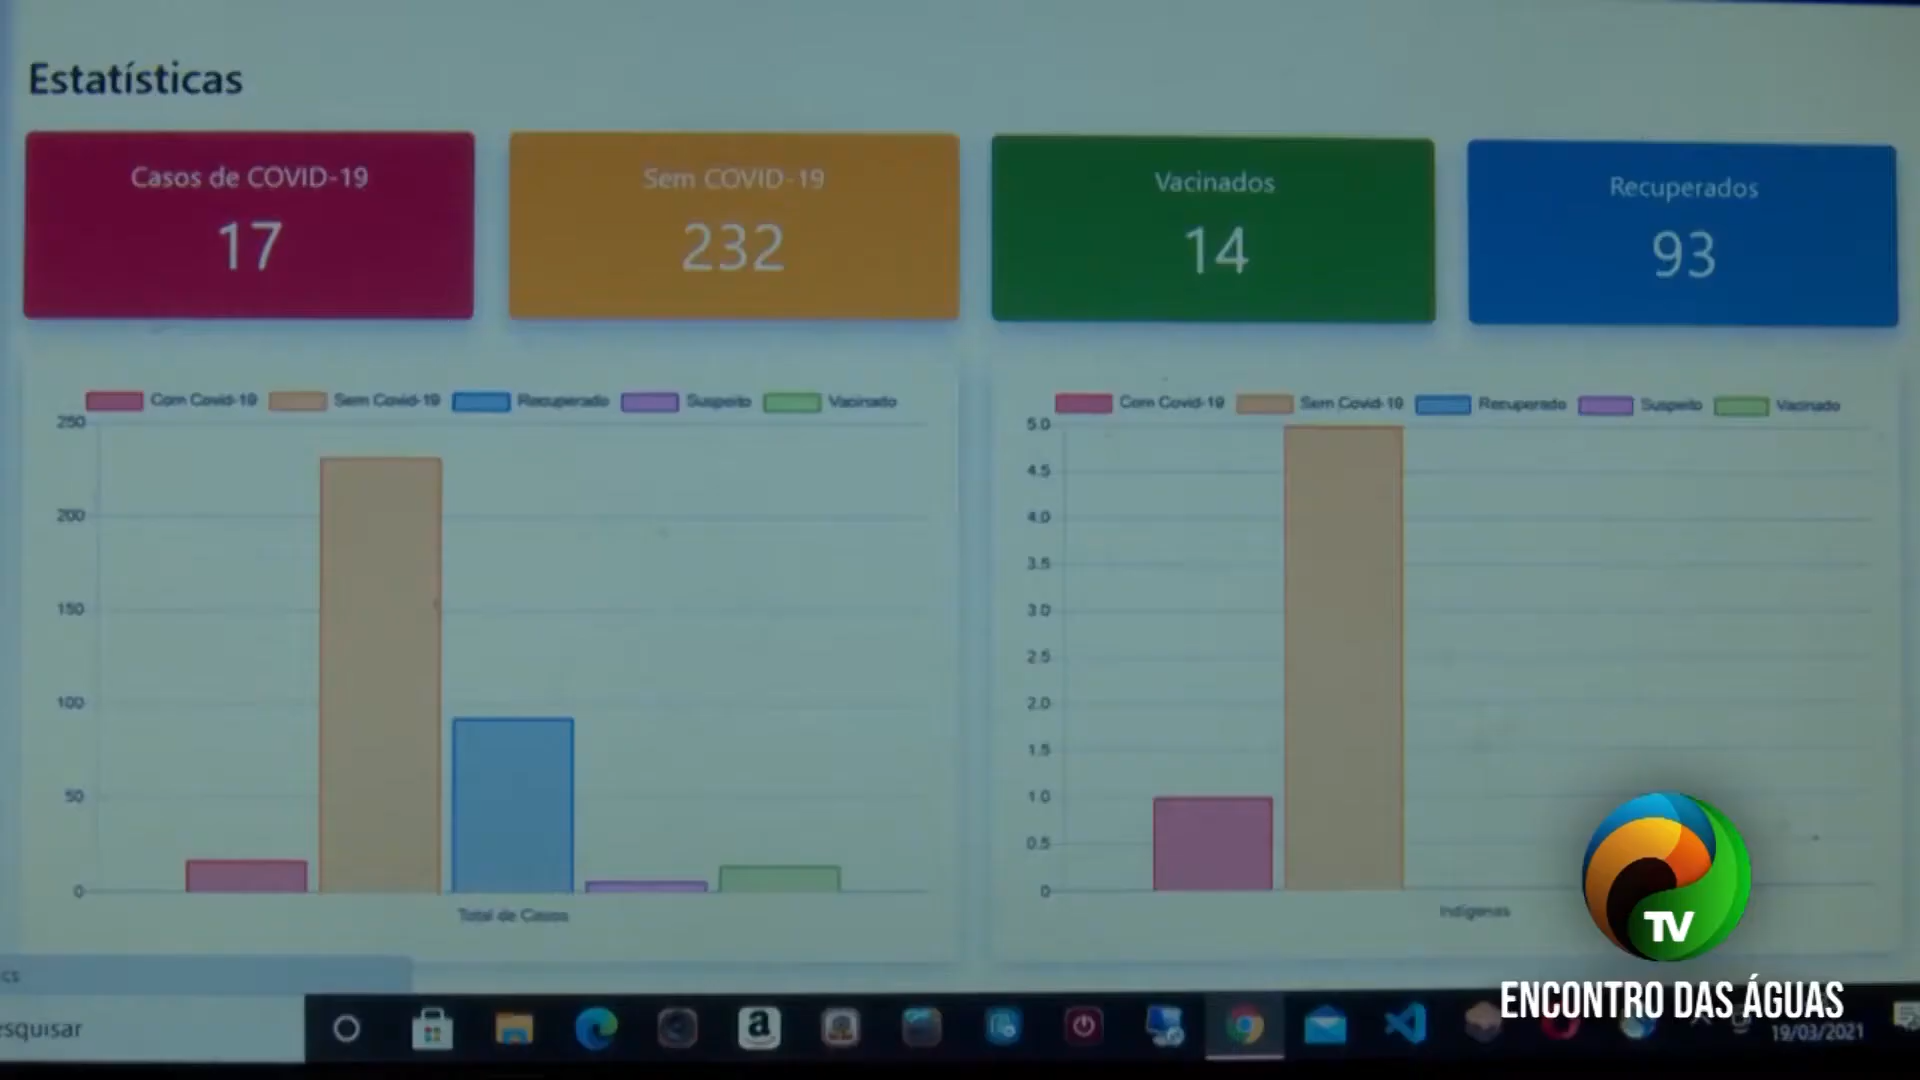 Estatísticas
Casos de COVID-19
17
Sem COVID-19
232
Vacinados
14
Recuperados
93
Com Covid-19 Sem Covid-19 Recuperado Suspeito Vacinado
250
200
150
100
50
0
Total de Casos
Com Covid-19 Sem Covid-19 Recuperado Suspeito Vacinado
5.0
4.5
4.0
3.5
3.0
2.5
2.0
1.5
1.0
0.5
0
Indígenas
TV
ENCONTRO DAS ÁGUAS
cs
esquisar
a
19/03/2021